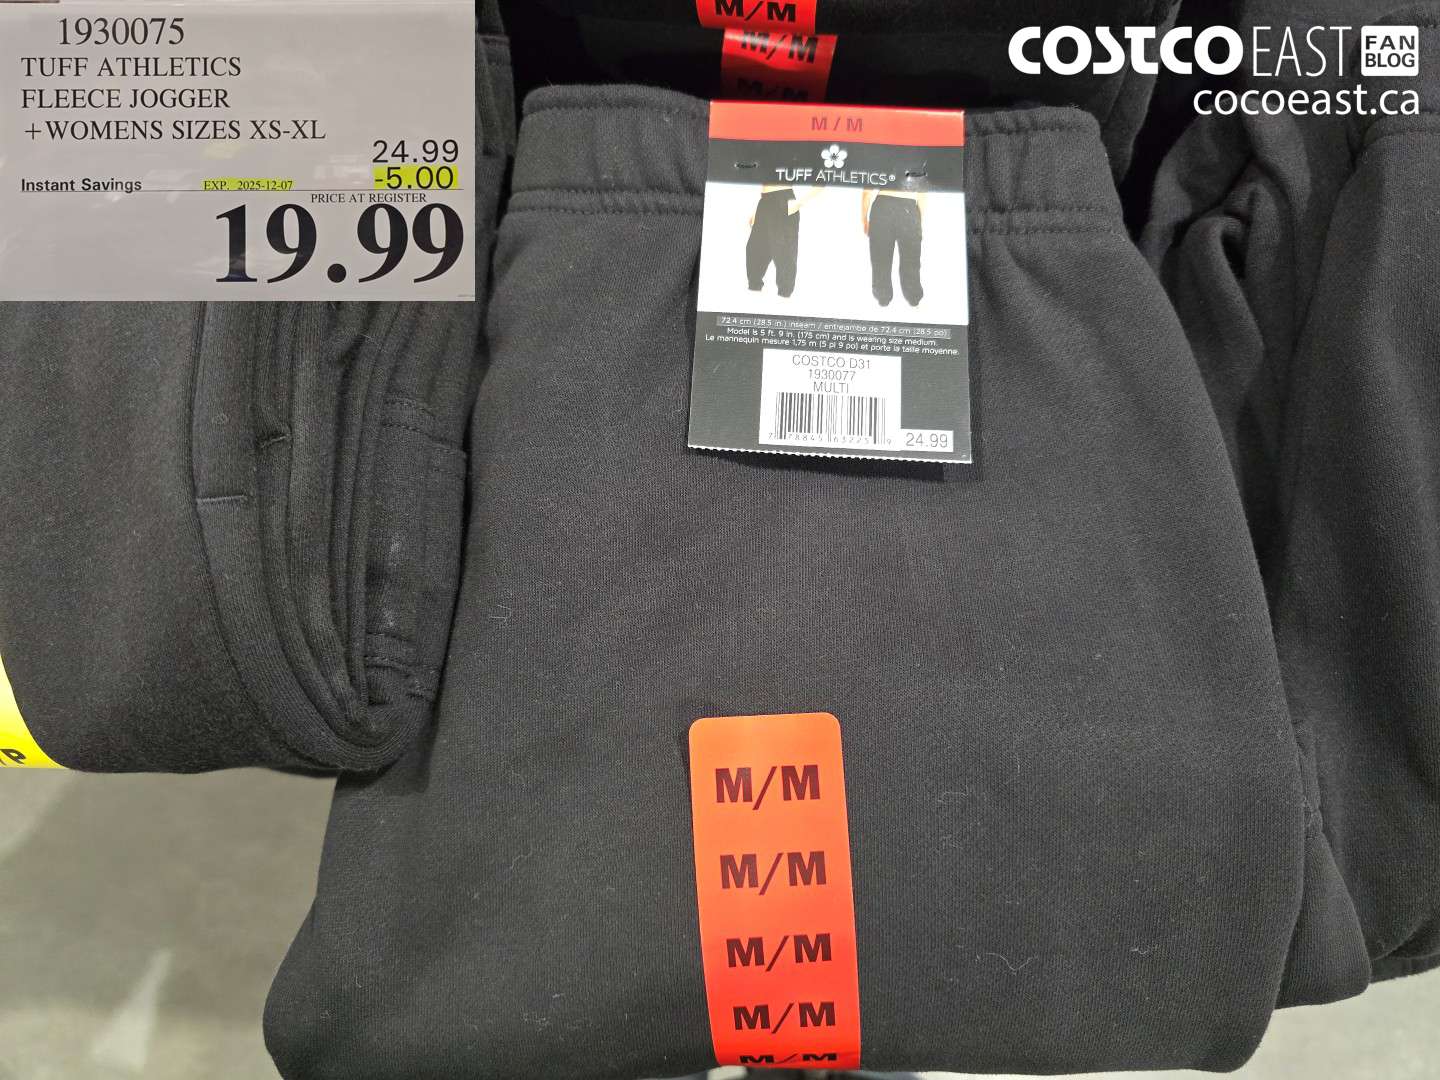 1930075
TUFF ATHLETICS
FLEECE JOGGER
+WOMENS SIZES XS-XL
24.99
Instant Savings EXP. 2025-12-07 -5.00
PRICE AT REGISTER
19.99
M/M
M/M
M/M
COSTCO EAST FAN BLOG
cocoeast.ca
M / M
TUFF ATHLETICS®
72.4 cm (28.5 in.) inseam / entrejambe de 72.4 cm (28.5 po)
Model is 5 ft. 9 in. (175 cm) and is wearing size medium.
Le mannequin mesure 1,75 m (5 pi 9 po) et porte la taille moyenne.
COSTCO D31
1930077
MULTI
24.99
M/M
M/M
M/M
M/M
M/M